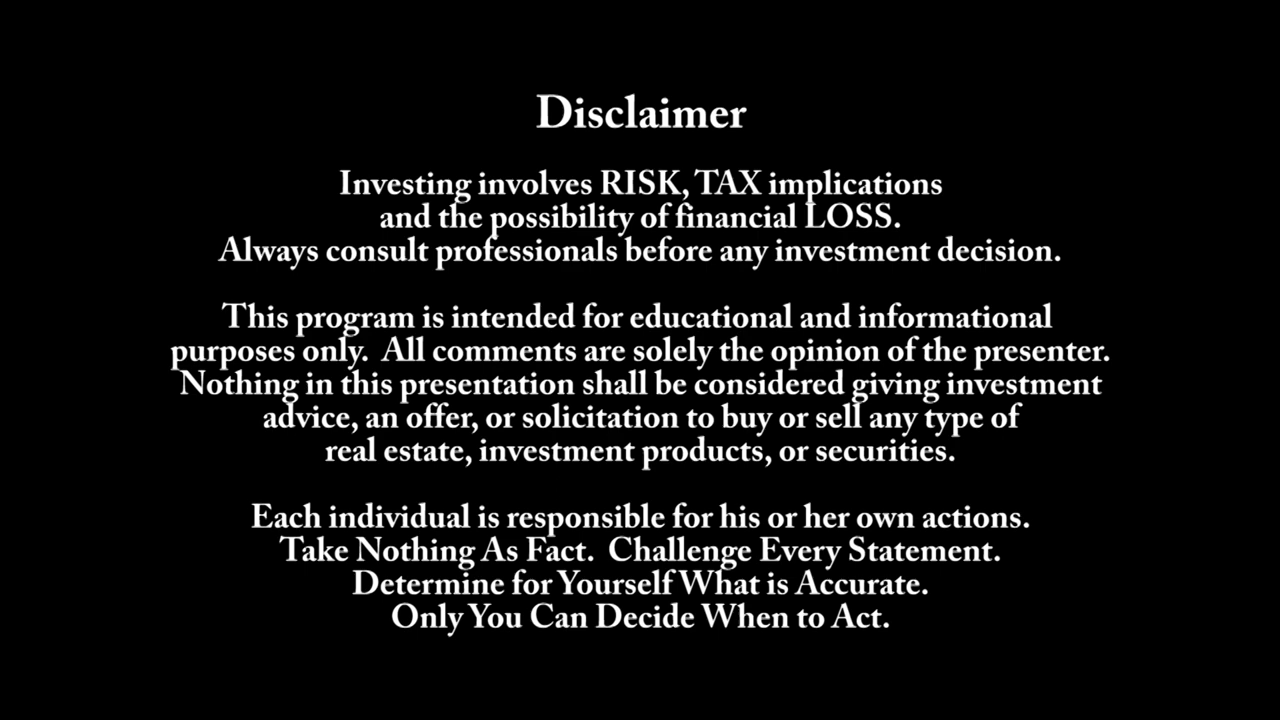 Disclaimer
Investing involves RISK, TAX implications
and the possibility of financial LOSS.
Always consult professionals before any investment decision.
This program is intended for educational and informational
purposes only.  All comments are solely the opinion of the presenter.
Nothing in this presentation shall be considered giving investment
advice, an offer, or solicitation to buy or sell any type of
real estate, investment products, or securities.
Each individual is responsible for his or her own actions.
Take Nothing As Fact.  Challenge Every Statement.
Determine for Yourself What is Accurate.
Only You Can Decide When to Act.